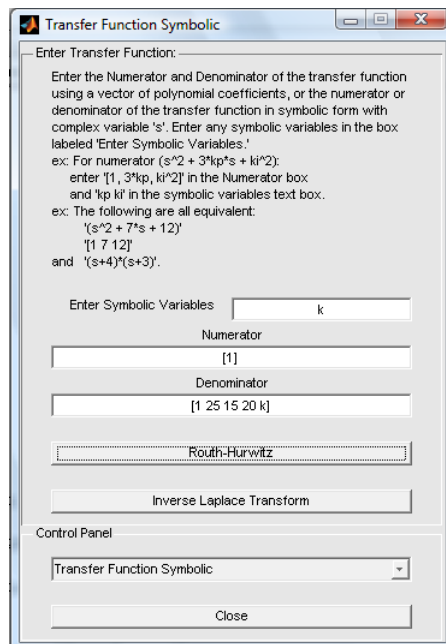 Transfer Function Symbolic
Enter Transfer Function:
Enter the Numerator and Denominator of the transfer function
using a vector of polynomial coefficients, or the numerator or
denominator of the transfer function in symbolic form with
complex variable 's'. Enter any symbolic variables in the box
labeled 'Enter Symbolic Variables.'
ex: For numerator (s^2 + 3*kp*s + ki^2):
enter '[1, 3*kp, ki^2]' in the Numerator box
and 'kp ki' in the symbolic variables text box.
ex: The following are all equivalent:
'(s^2 + 7*s + 12)'
'[1 7 12]'
and '(s+4)*(s+3)'.
Enter Symbolic Variables k
Numerator
[1]
Denominator
[1 25 15 20 k]
Routh-Hurwitz
Inverse Laplace Transform
Control Panel
Transfer Function Symbolic
Close